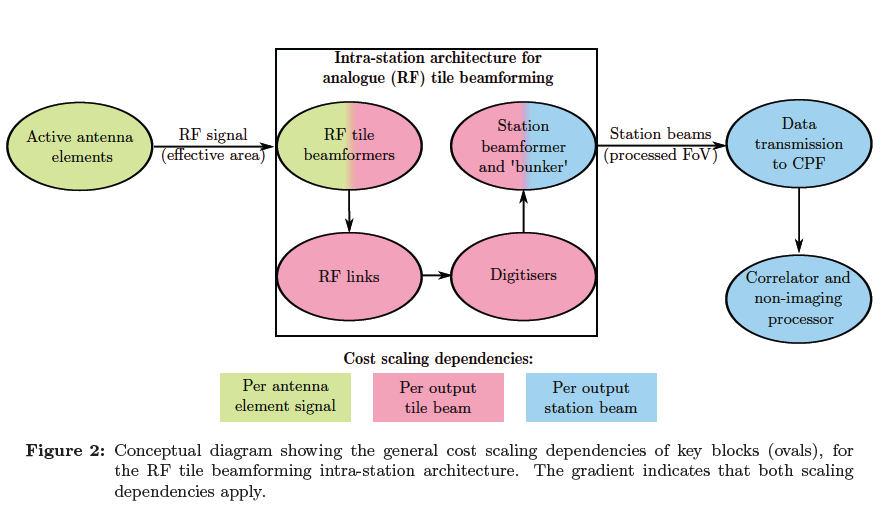 Intra-station architecture for
analogue (RF) tile beamforming
Active antenna
elements
RF signal
(effective area)
RF tile
beamformers
Station
beamformer
and 'bunker'
Station beams
(processed FoV)
Data
transmission
to CPF
RF links
Digitisers
Correlator and
non-imaging
processor
Cost scaling dependencies:
Per antenna
element signal
Per output
tile beam
Per output
station beam
Figure 2: Conceptual diagram showing the general cost scaling dependencies of key blocks (ovals), for
the RF tile beamforming intra-station architecture. The gradient indicates that both scaling
dependencies apply.